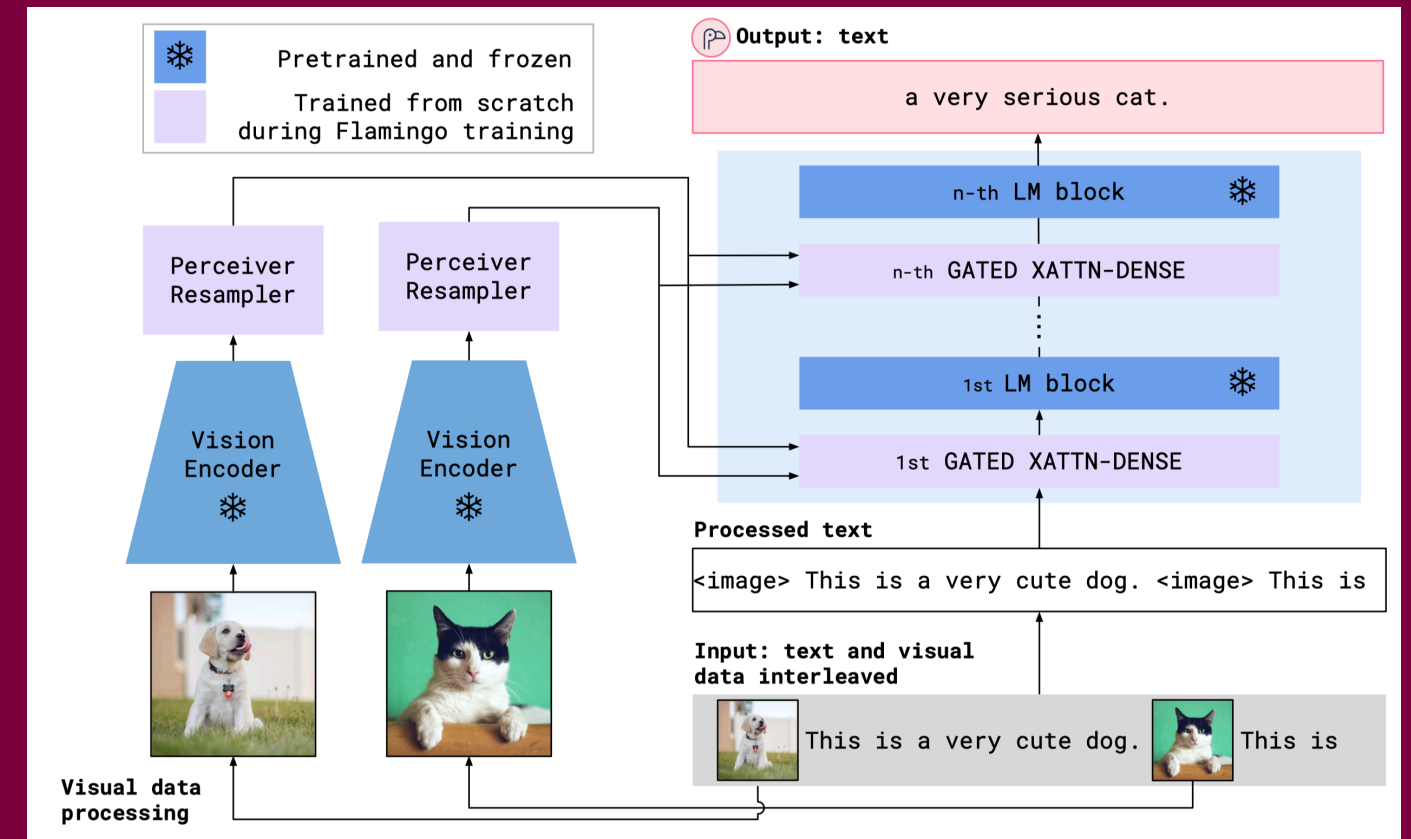 Pretrained and frozen
Trained from scratch
during Flamingo training
Output: text
a very serious cat.
n-th LM block
n-th GATED XATTN-DENSE
1st LM block
1st GATED XATTN-DENSE
Perceiver
Resampler
Perceiver
Resampler
Vision
Encoder
Vision
Encoder
Processed text
<image> This is a very cute dog. <image> This is
Input: text and visual
data interleaved
This is a very cute dog. This is
Visual data
processing